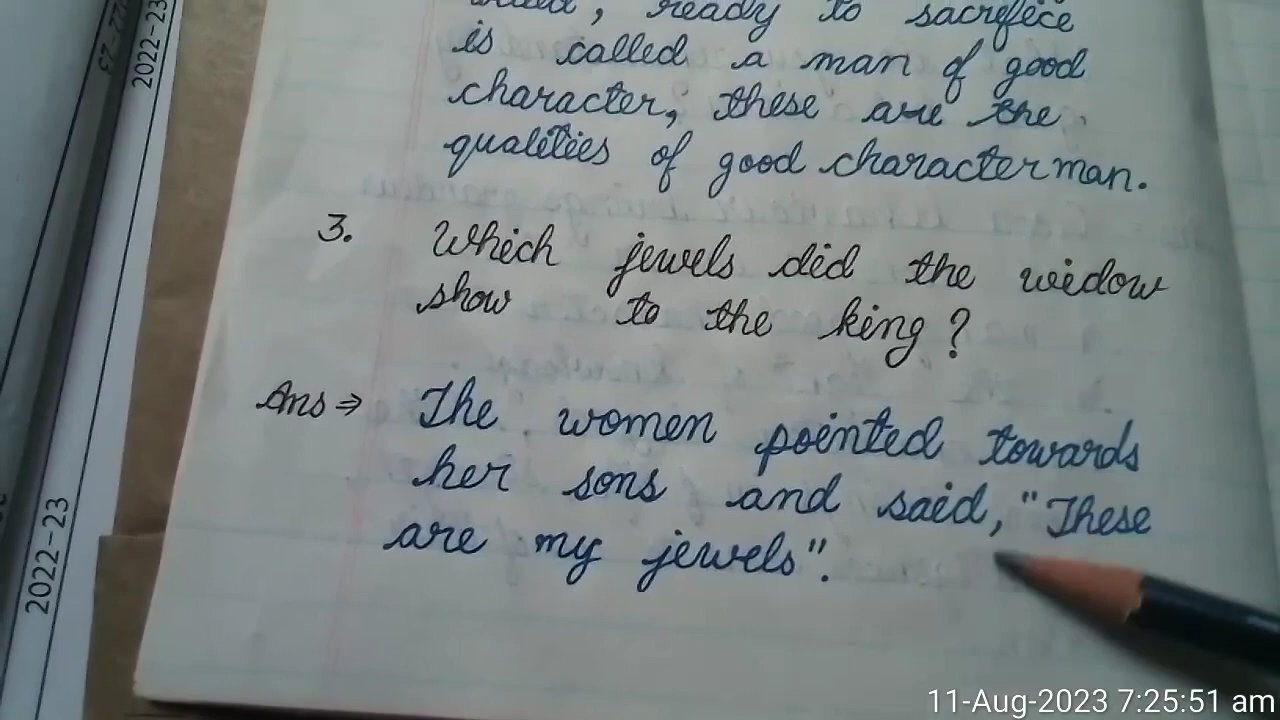 ready to sacrifice
is called a man of good
character, these are the
qualities of good character man.
3. Which jewels did the widow
show to the king?
Ans ⇒ The women pointed towards
her sons and said, "These
are my jewels".
2022-23
2022-23
11-Aug-2023 7:25:51 am